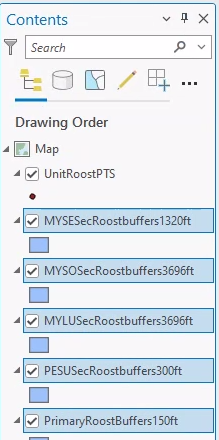 Contents
Search
Drawing Order
Map
UnitRoostPTS
MYSESecRoostbuffers1320ft
MYSOSecRoostbuffers3696ft
MYLUSecRoostbuffers3696ft
PESUSecRoostbuffers300ft
PrimaryRoostBuffers150ft